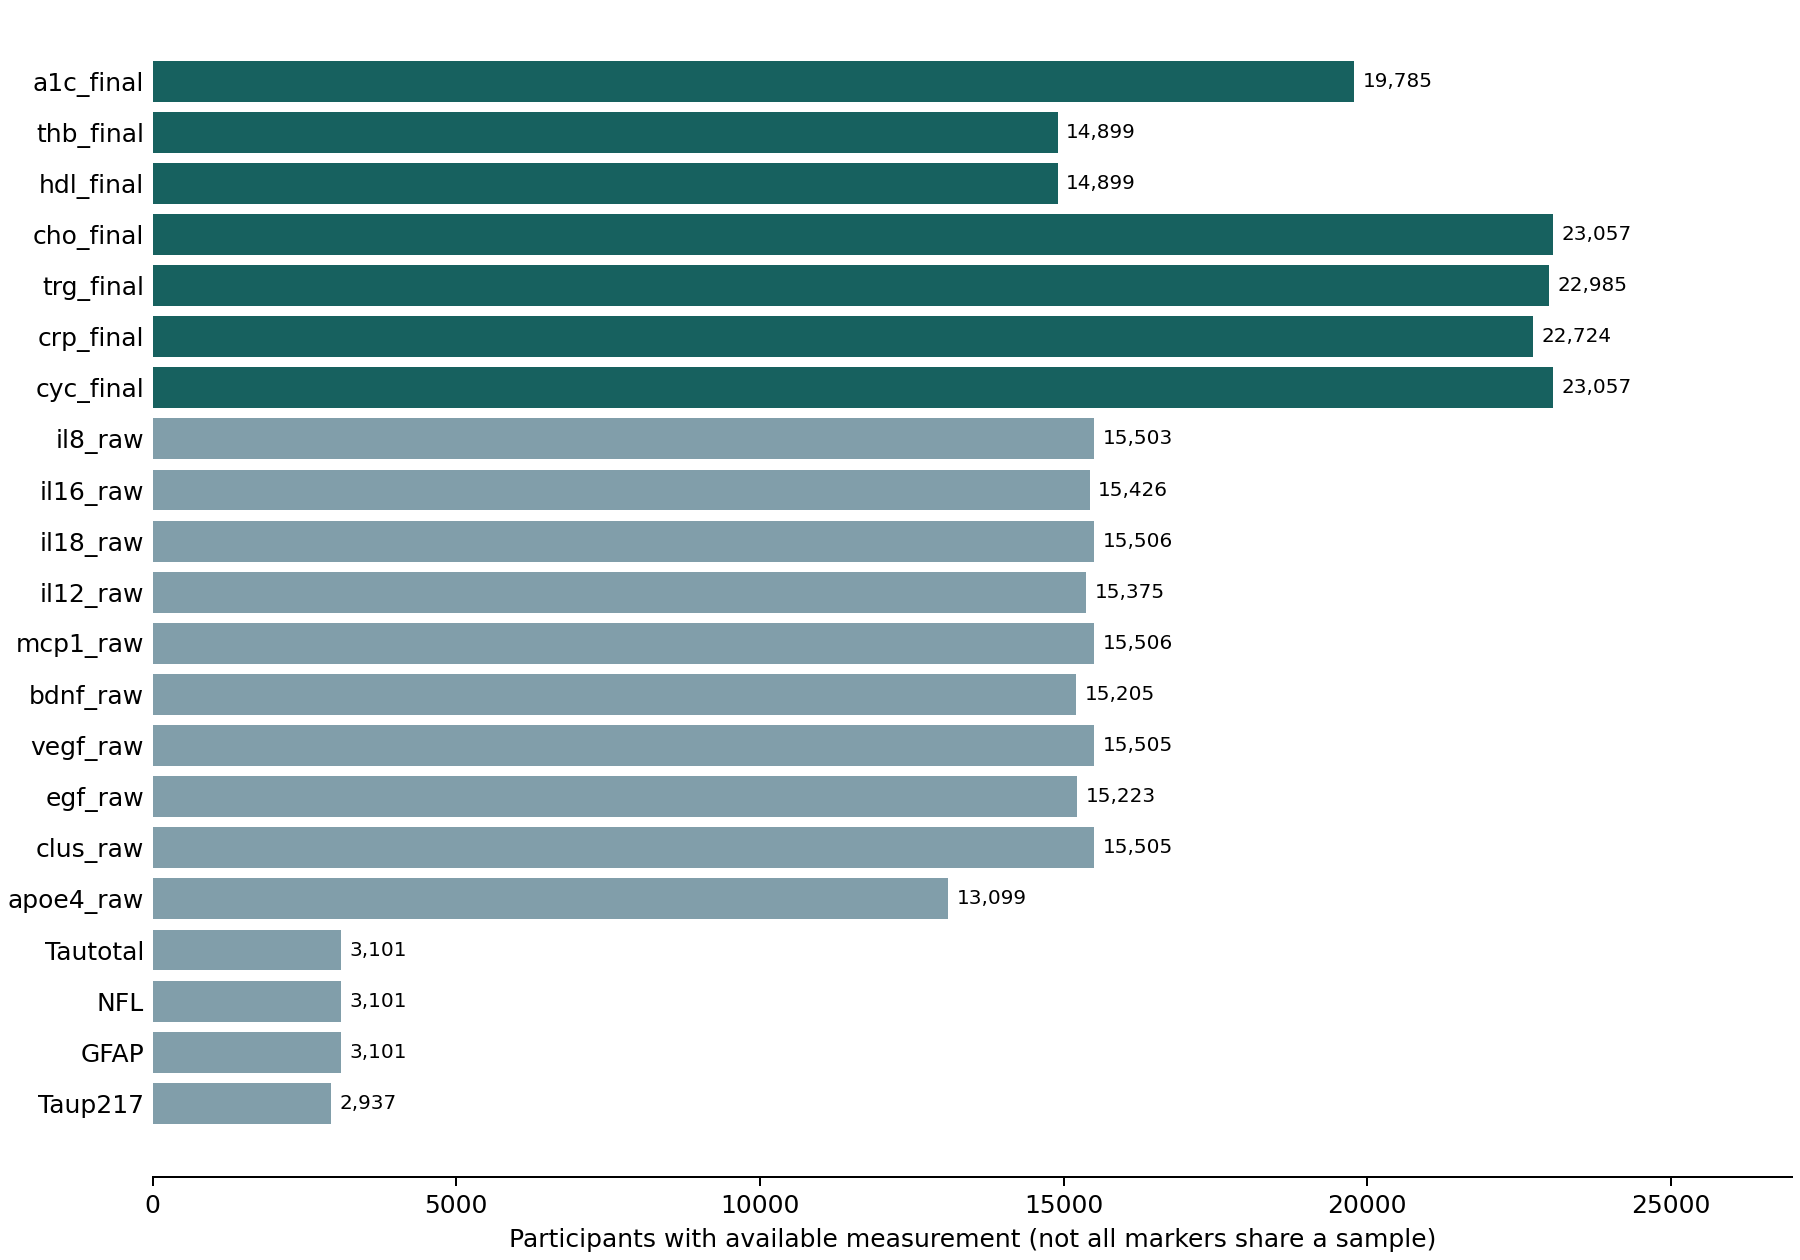 a1c_final 19,785
thb_final 14,899
hdl_final 14,899
cho_final 23,057
trg_final 22,985
crp_final 22,724
cyc_final 23,057
il8_raw 15,503
il16_raw 15,426
il18_raw 15,506
il12_raw 15,375
mcp1_raw 15,506
bdnf_raw 15,205
vegf_raw 15,505
egf_raw 15,223
clus_raw 15,505
apoe4_raw 13,099
Tautotal 3,101
NFL 3,101
GFAP 3,101
Taup217 2,937
0 5000 10000 15000 20000 25000
Participants with available measurement (not all markers share a sample)